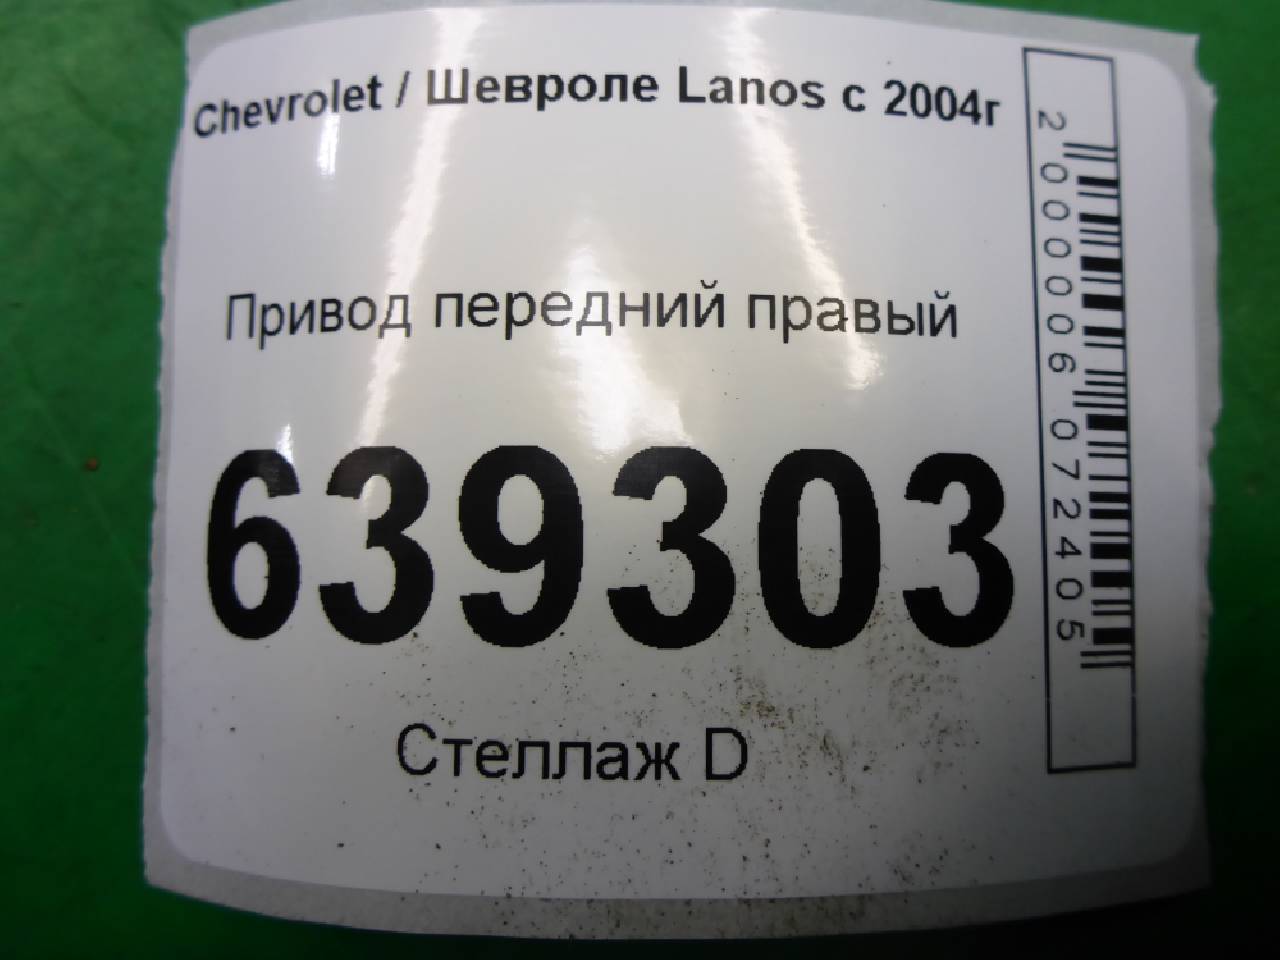 Chevrolet / Шевроле Lanos с 2004г
Привод передний правый
639303
Стеллаж D
2000006072405